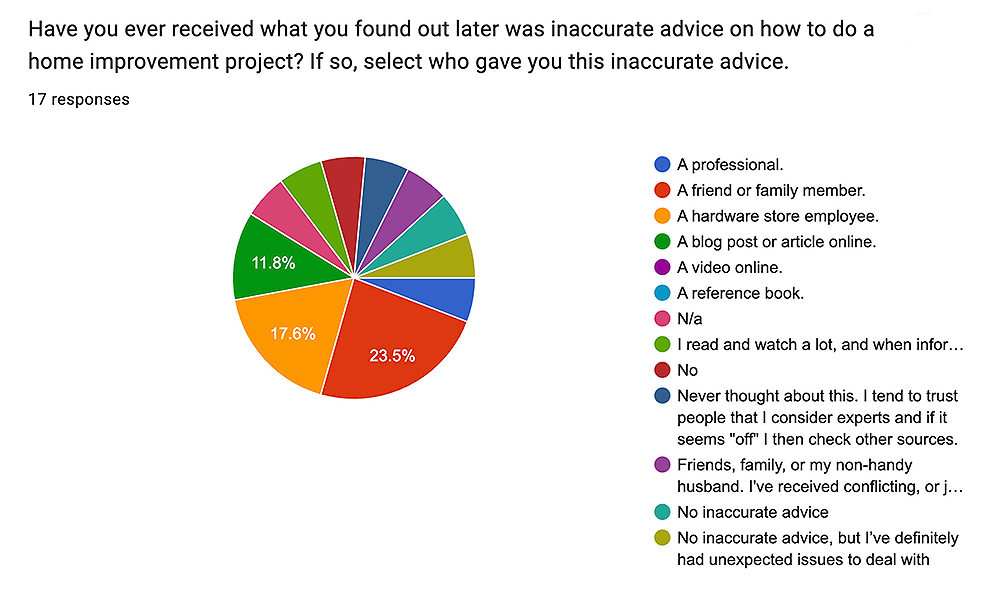 Have you ever received what you found out later was inaccurate advice on how to do a
home improvement project? If so, select who gave you this inaccurate advice.
17 responses
11.8%
17.6%
23.5%
A professional.
A friend or family member.
A hardware store employee.
A blog post or article online.
A video online.
A reference book.
N/a
I read and watch a lot, and when infor…
No
Never thought about this. I tend to trust
people that I consider experts and if it
seems "off" I then check other sources.
Friends, family, or my non-handy
husband. I've received conflicting, or j…
No inaccurate advice
No inaccurate advice, but I’ve definitely
had unexpected issues to deal with